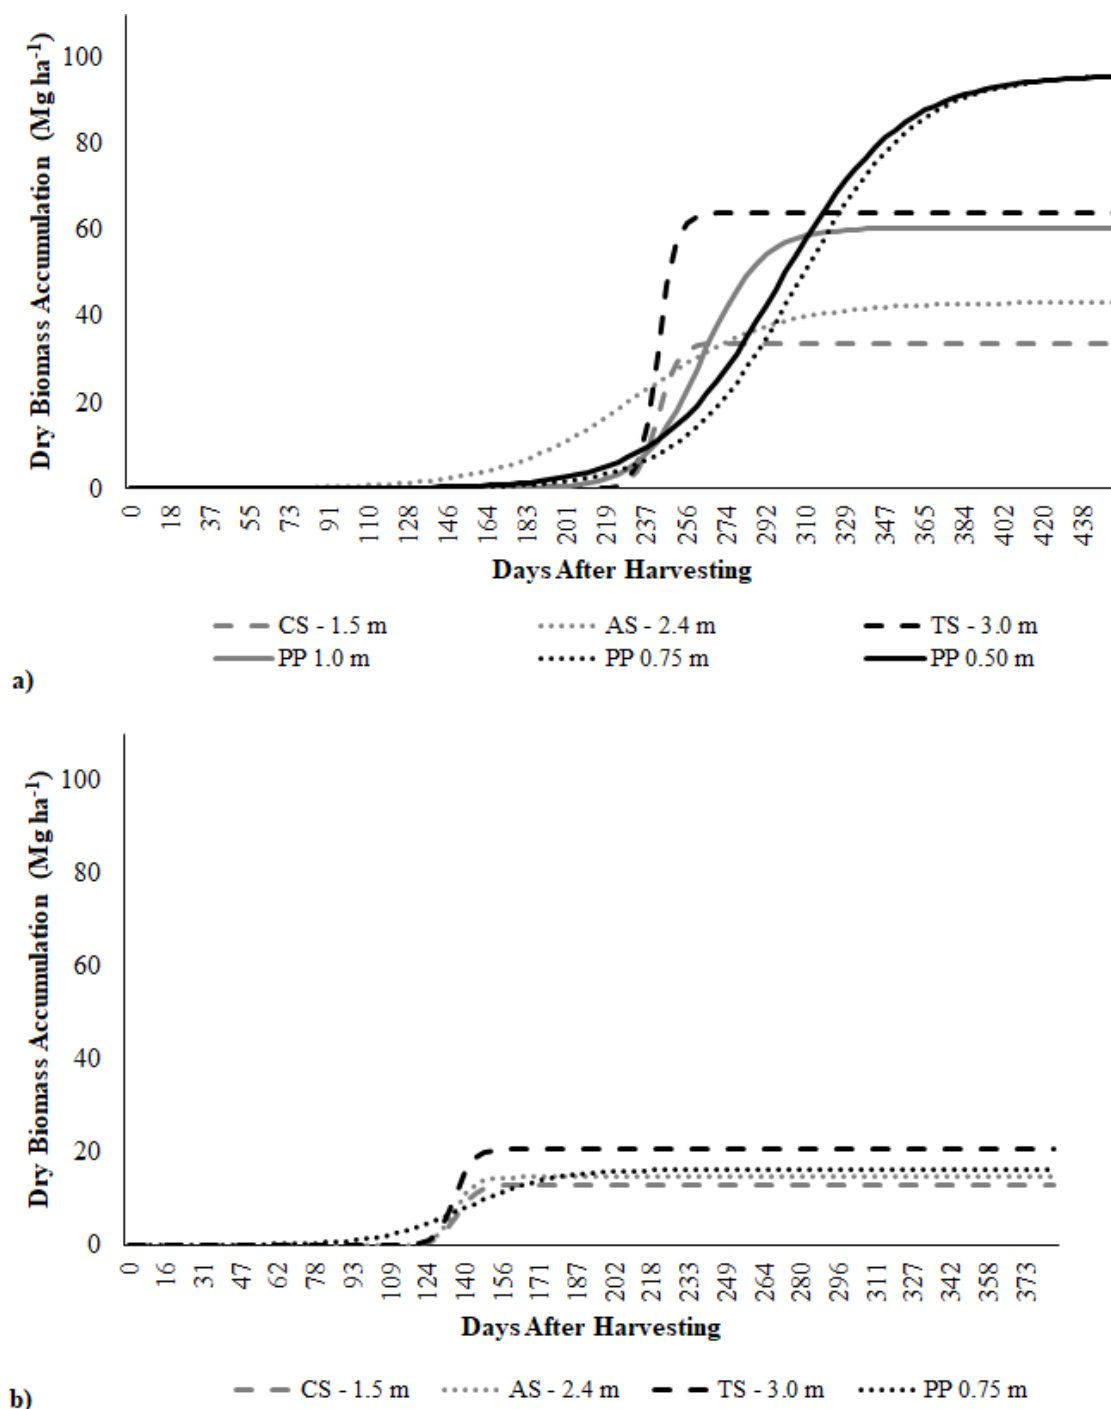 Dry Biomass Accumulation (Mg ha-1)
100
80
60
40
20
0
0 18 37 55 73 91 110 128 146 164 183 201 219 237 256 274 292 310 329 347 365 384 402 420 438
Days After Harvesting
CS - 1.5 m AS - 2.4 m TS - 3.0 m
PP 1.0 m PP 0.75 m PP 0.50 m
a)
Dry Biomass Accumulation (Mg ha-1)
100
80
60
40
20
0
0 16 31 47 62 78 93 109 124 140 156 171 187 202 218 233 249 264 280 296 311 327 342 358 373
Days After Harvesting
CS - 1.5 m AS - 2.4 m TS - 3.0 m PP 0.75 m
b)